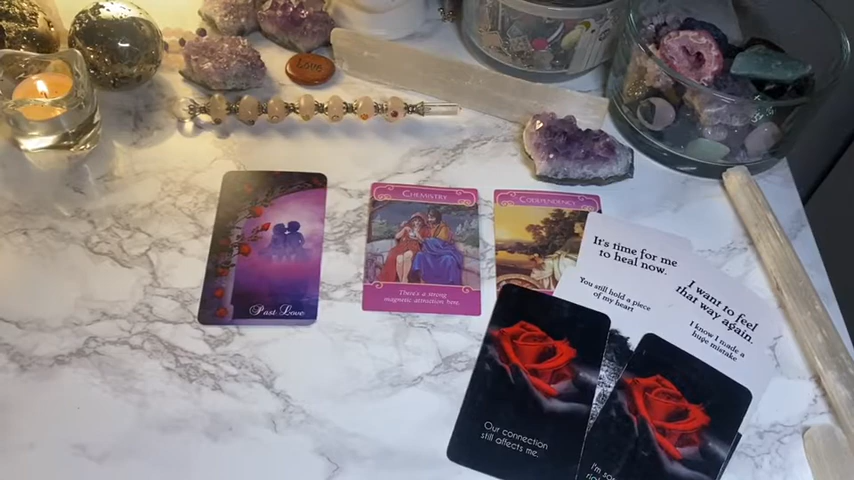 Love
Past Love
CHEMISTRY
There's a strong
magnetic attraction here.
CODEPENDENCY
It's time for me
to heal now.
You still hold a piece
of my heart
I want to feel
that way again.
I know I made a
huge mistake
Our connection
still affects me.